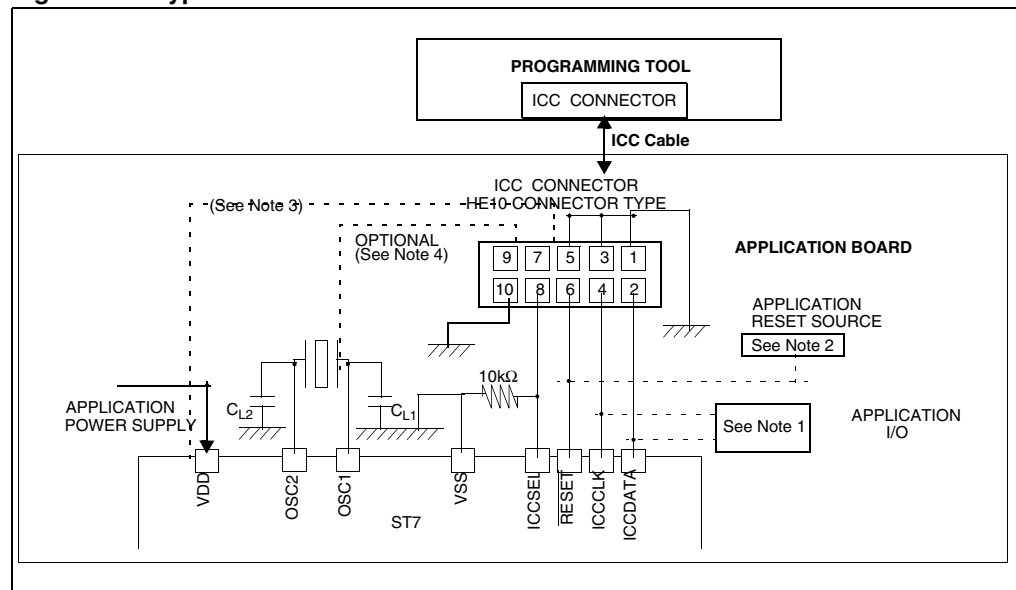 PROGRAMMING TOOL
ICC CONNECTOR
ICC Cable
ICC CONNECTOR
HE10 CONNECTOR TYPE
(See Note 3)
OPTIONAL
(See Note 4)
9 7 5 3 1
10 8 6 4 2
APPLICATION BOARD
APPLICATION
RESET SOURCE
See Note 2
10kΩ
CL2
CL1
APPLICATION
POWER SUPPLY
See Note 1
APPLICATION
I/O
VDD
OSC2
OSC1
VSS
ICCSEL
RESET
ICCCLK
ICCDATA
ST7